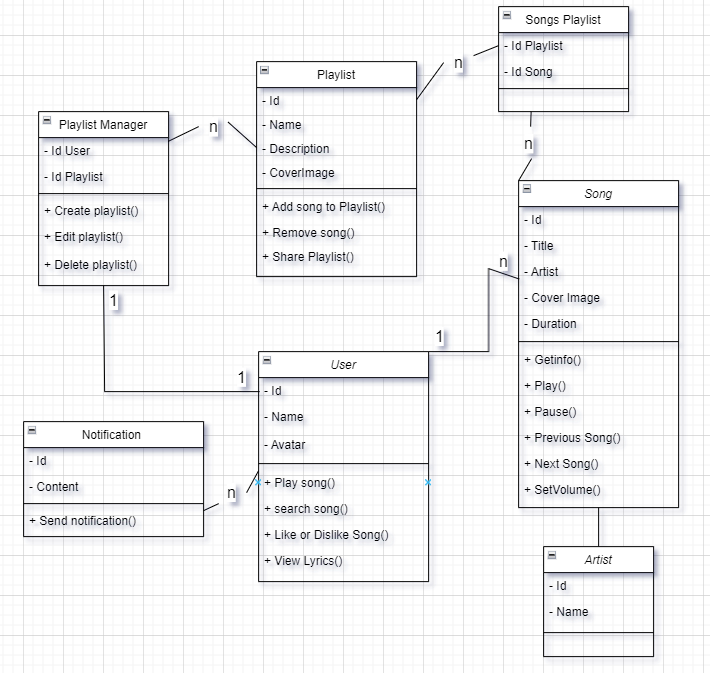 Songs Playlist
- Id Playlist
- Id Song
n
Playlist
- Id
- Name
- Description
- CoverImage
+ Add song to Playlist()
+ Remove song()
+ Share Playlist()
n
Playlist Manager
- Id User
- Id Playlist
+ Create playlist()
+ Edit playlist()
+ Delete playlist()
n
Song
- Id
- Title
- Artist
- Cover Image
- Duration
+ Getinfo()
+ Play()
+ Pause()
+ Previous Song()
+ Next Song()
+ SetVolume()
n
1
1
1
User
- Id
- Name
- Avatar
+ Play song()
+ search song()
+ Like or Dislike Song()
+ View Lyrics()
Notification
- Id
- Content
+ Send notification()
n
Artist
- Id
- Name